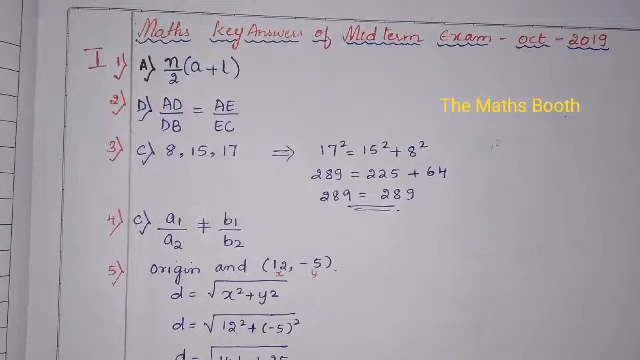 Maths Key Answers of Midterm Exam - Oct - 2019
I 1) A) n/2 (a + l)
The Maths Booth
2) D) AD/DB = AE/EC
3) C) 8, 15, 17 ⟹ 17² = 15² + 8²
289 = 225 + 64
289 = 289
4) C) a₁/a₂ ≠ b₁/b₂
5) Origin and (12, -5).
x y
d = √x² + y²
d = √12² + (-5)²